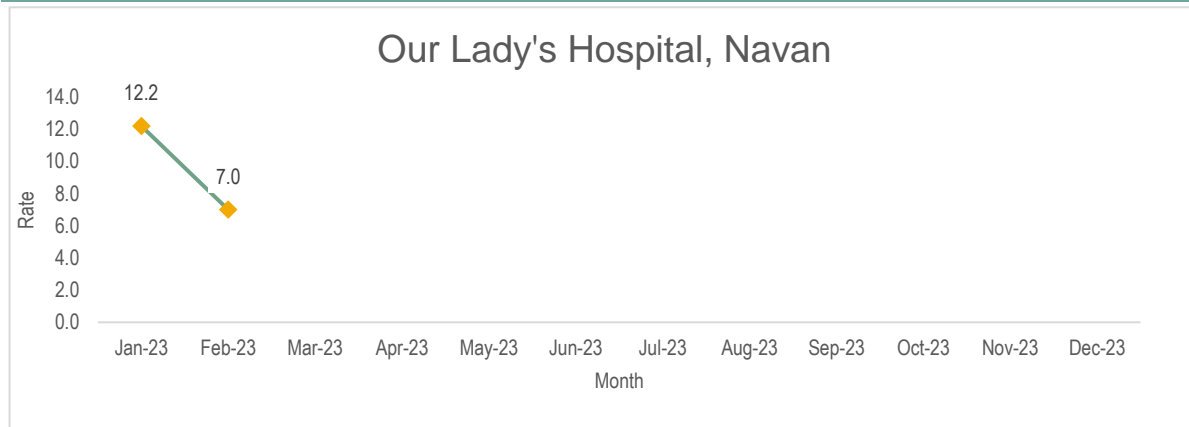 Our Lady's Hospital, Navan
14.0
12.0
10.0
8.0
6.0
4.0
2.0
0.0
Rate
12.2
7.0
Jan-23 Feb-23 Mar-23 Apr-23 May-23 Jun-23 Jul-23 Aug-23 Sep-23 Oct-23 Nov-23 Dec-23
Month